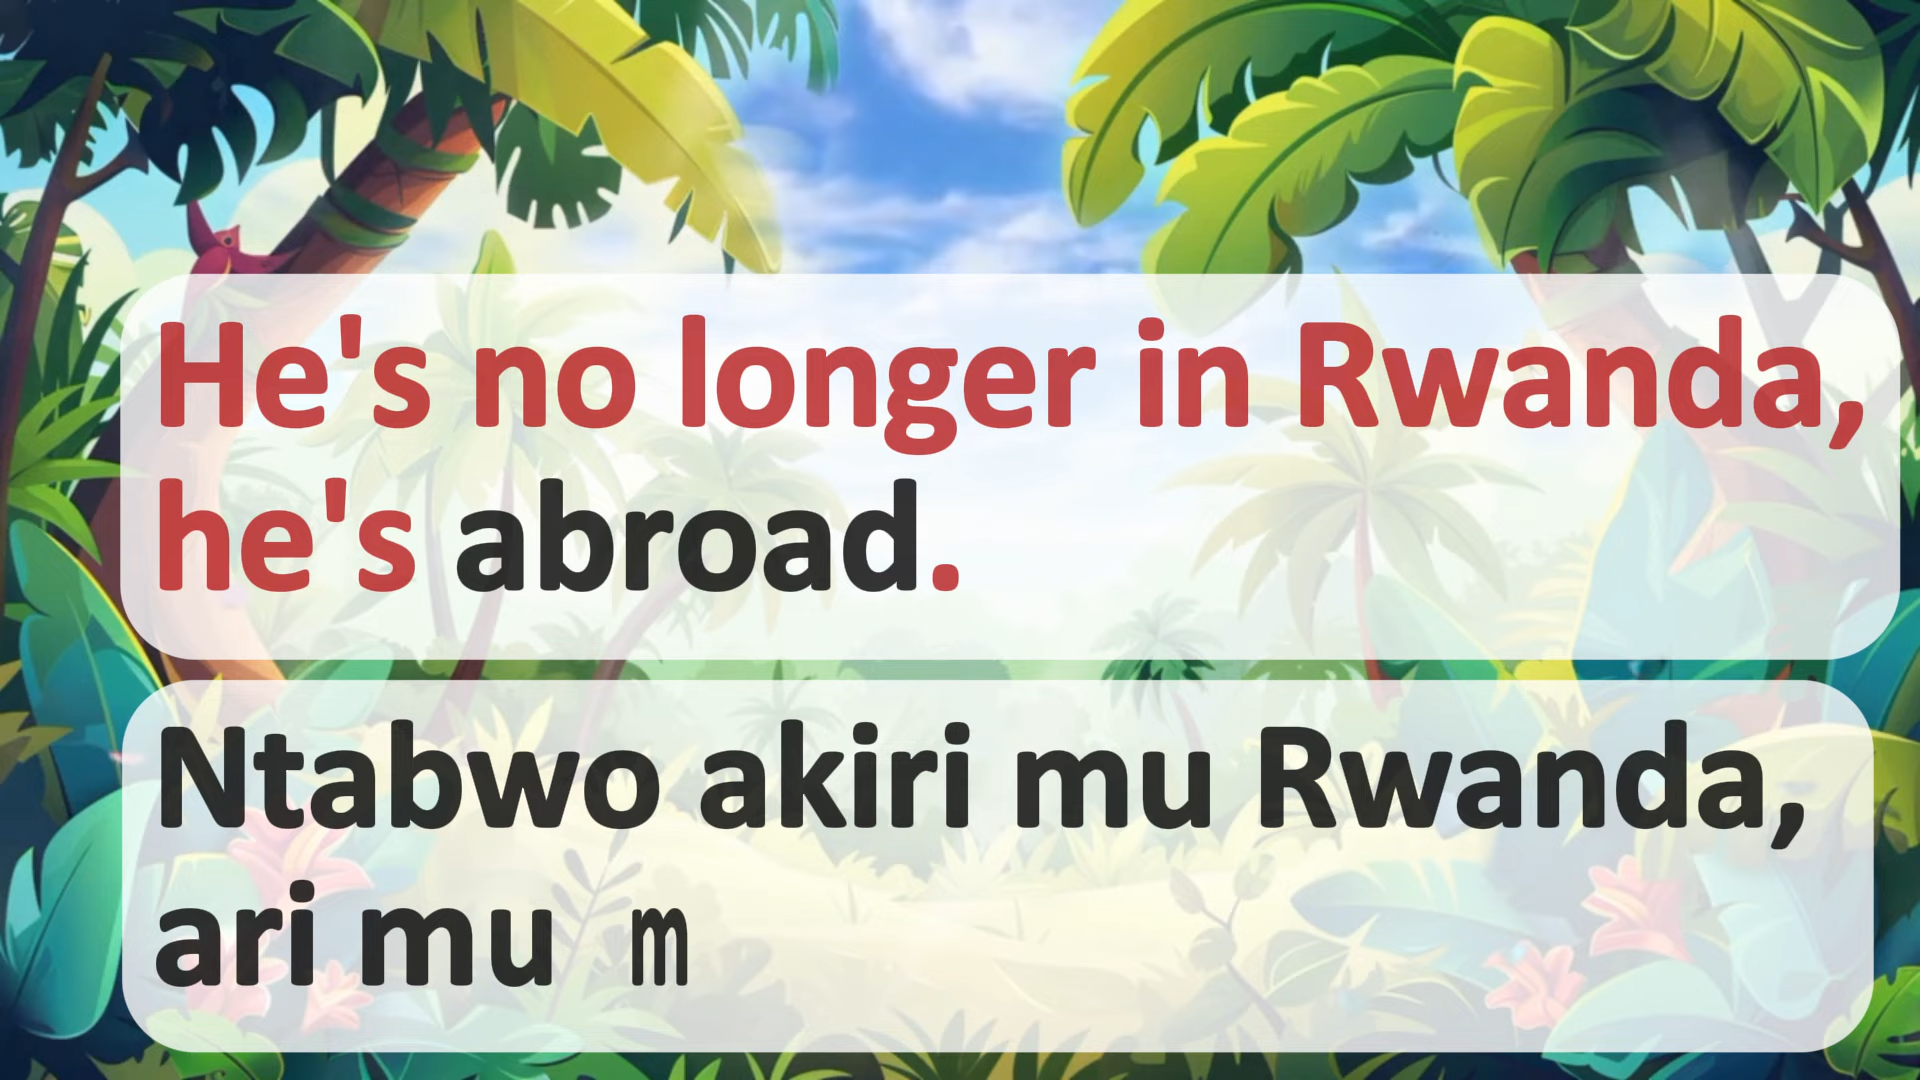 He's no longer in Rwanda,
he's abroad.
Ntabwo akiri mu Rwanda,
ari mu m